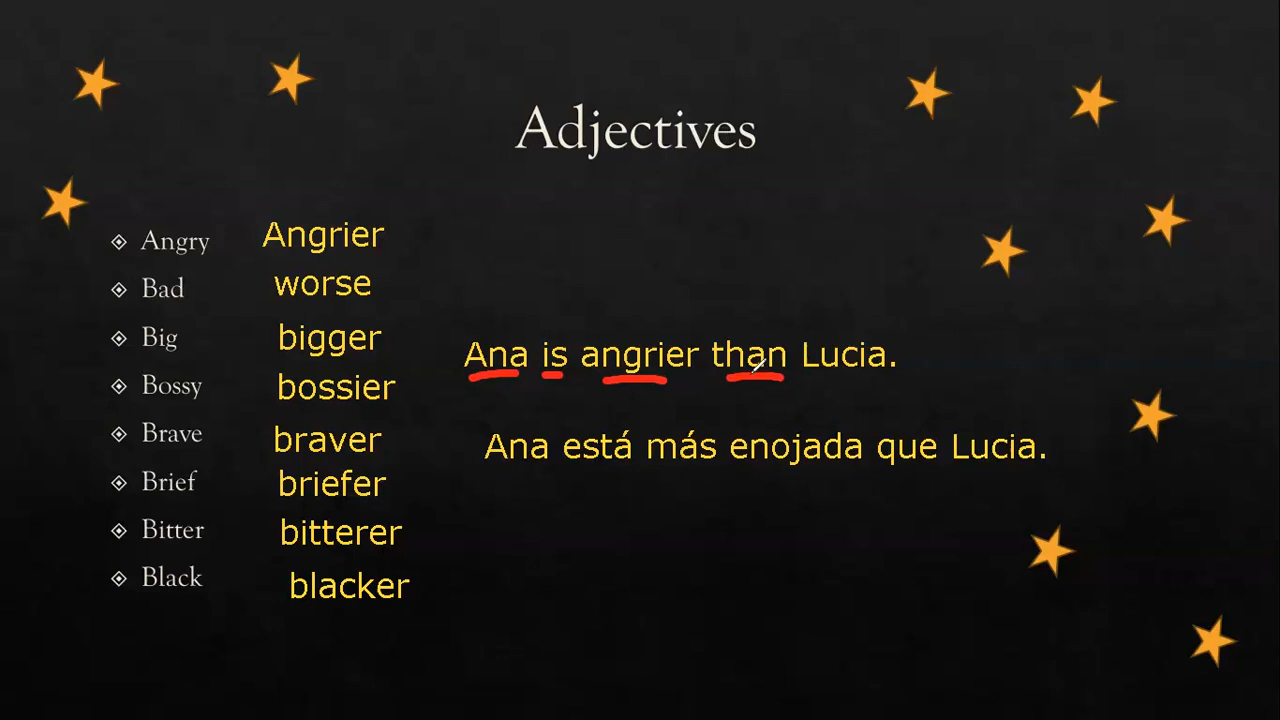 Adjectives
Angry Angrier
Bad worse
Big bigger
Bossy bossier
Brave braver
Brief briefer
Bitter bitterer
Black blacker
Ana is angrier than Lucia.
Ana está más enojada que Lucia.